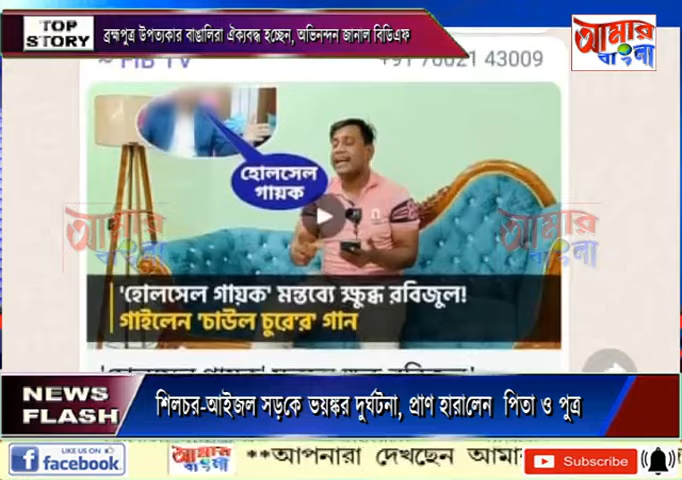 TOP STORY
ব্রহ্মপুত্র উপত্যকার বাঙালিরা ঐক্যবদ্ধ হচ্ছেন, অভিনন্দন জানাল বিডিএফ
আমার বাংলা
~ FIB TV
43009
হোলসেল
গায়ক
আমার বাংলা
আমার বাংলা
'হোলসেল গায়ক' মন্তব্যে ক্ষুব্ধ রবিজুল!
গাইলেন 'চাউল চুরে'র' গান
NEWS FLASH
শিলচর-আইজল সড়কে ভয়ঙ্কর দুর্ঘটনা, প্রাণ হারালেন পিতা ও পুত্র
LIKE US ON
facebook.
আমার বাংলা
**আপনারা দেখছেন আমা
Subscribe